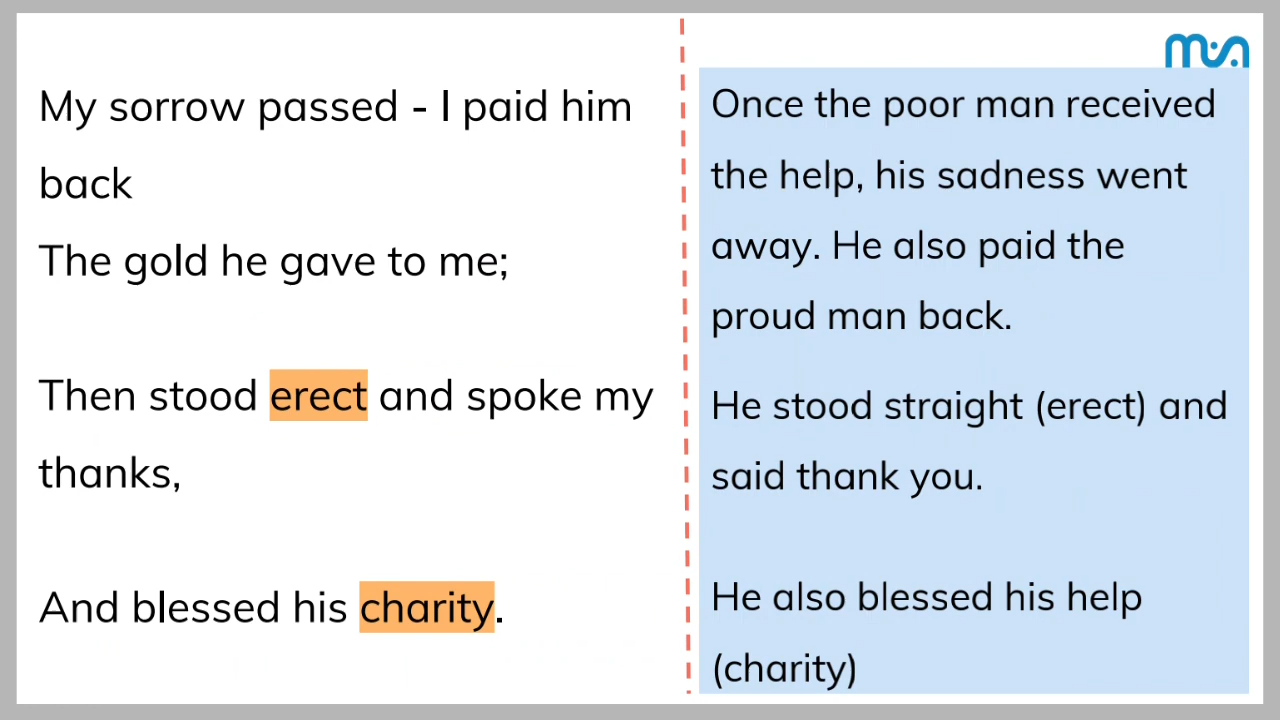 My sorrow passed - I paid him
back
The gold he gave to me;
Then stood erect and spoke my
thanks,
And blessed his charity.
Once the poor man received
the help, his sadness went
away. He also paid the
proud man back.
He stood straight (erect) and
said thank you.
He also blessed his help
(charity)